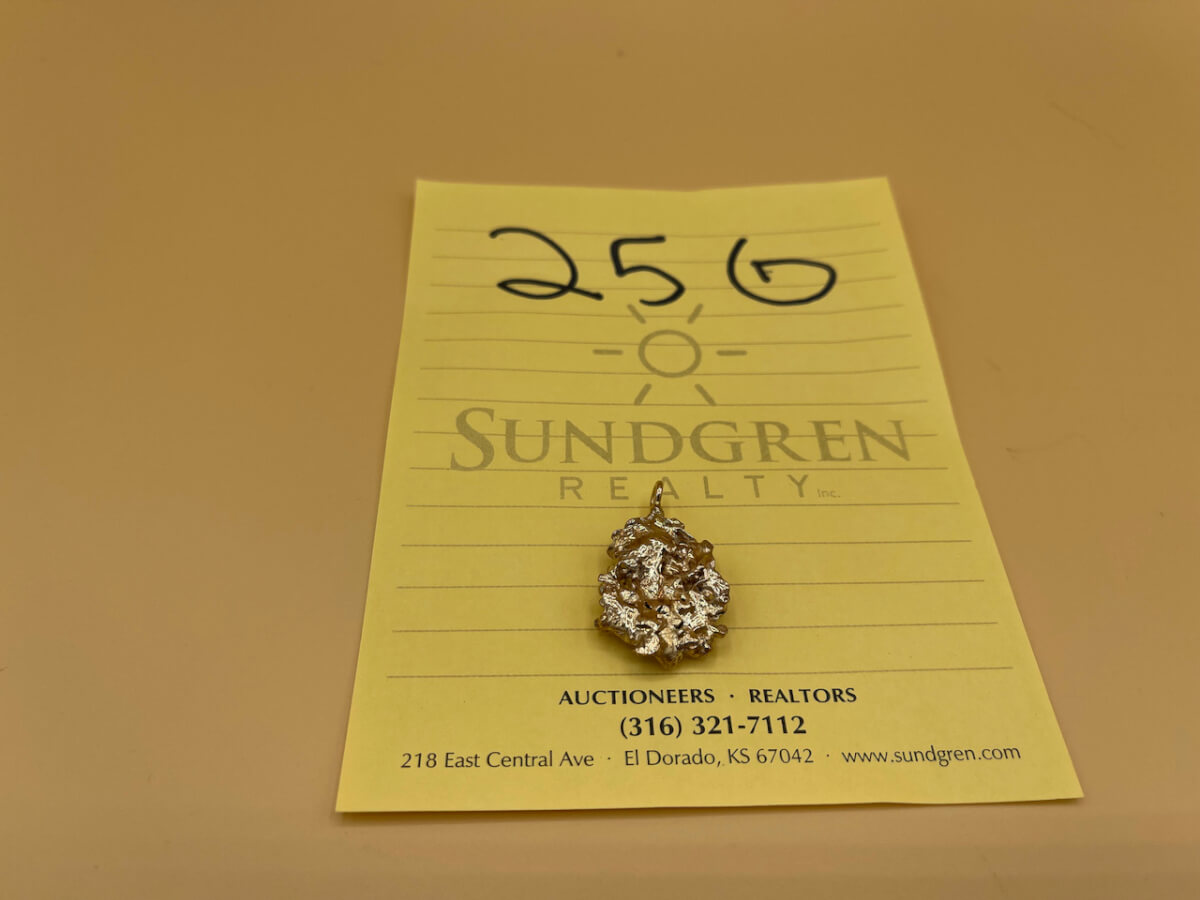 256
SUNDGREN
REALTY Inc.
AUCTIONEERS · REALTORS
(316) 321-7112
218 East Central Ave · El Dorado, KS 67042 · www.sundgren.com